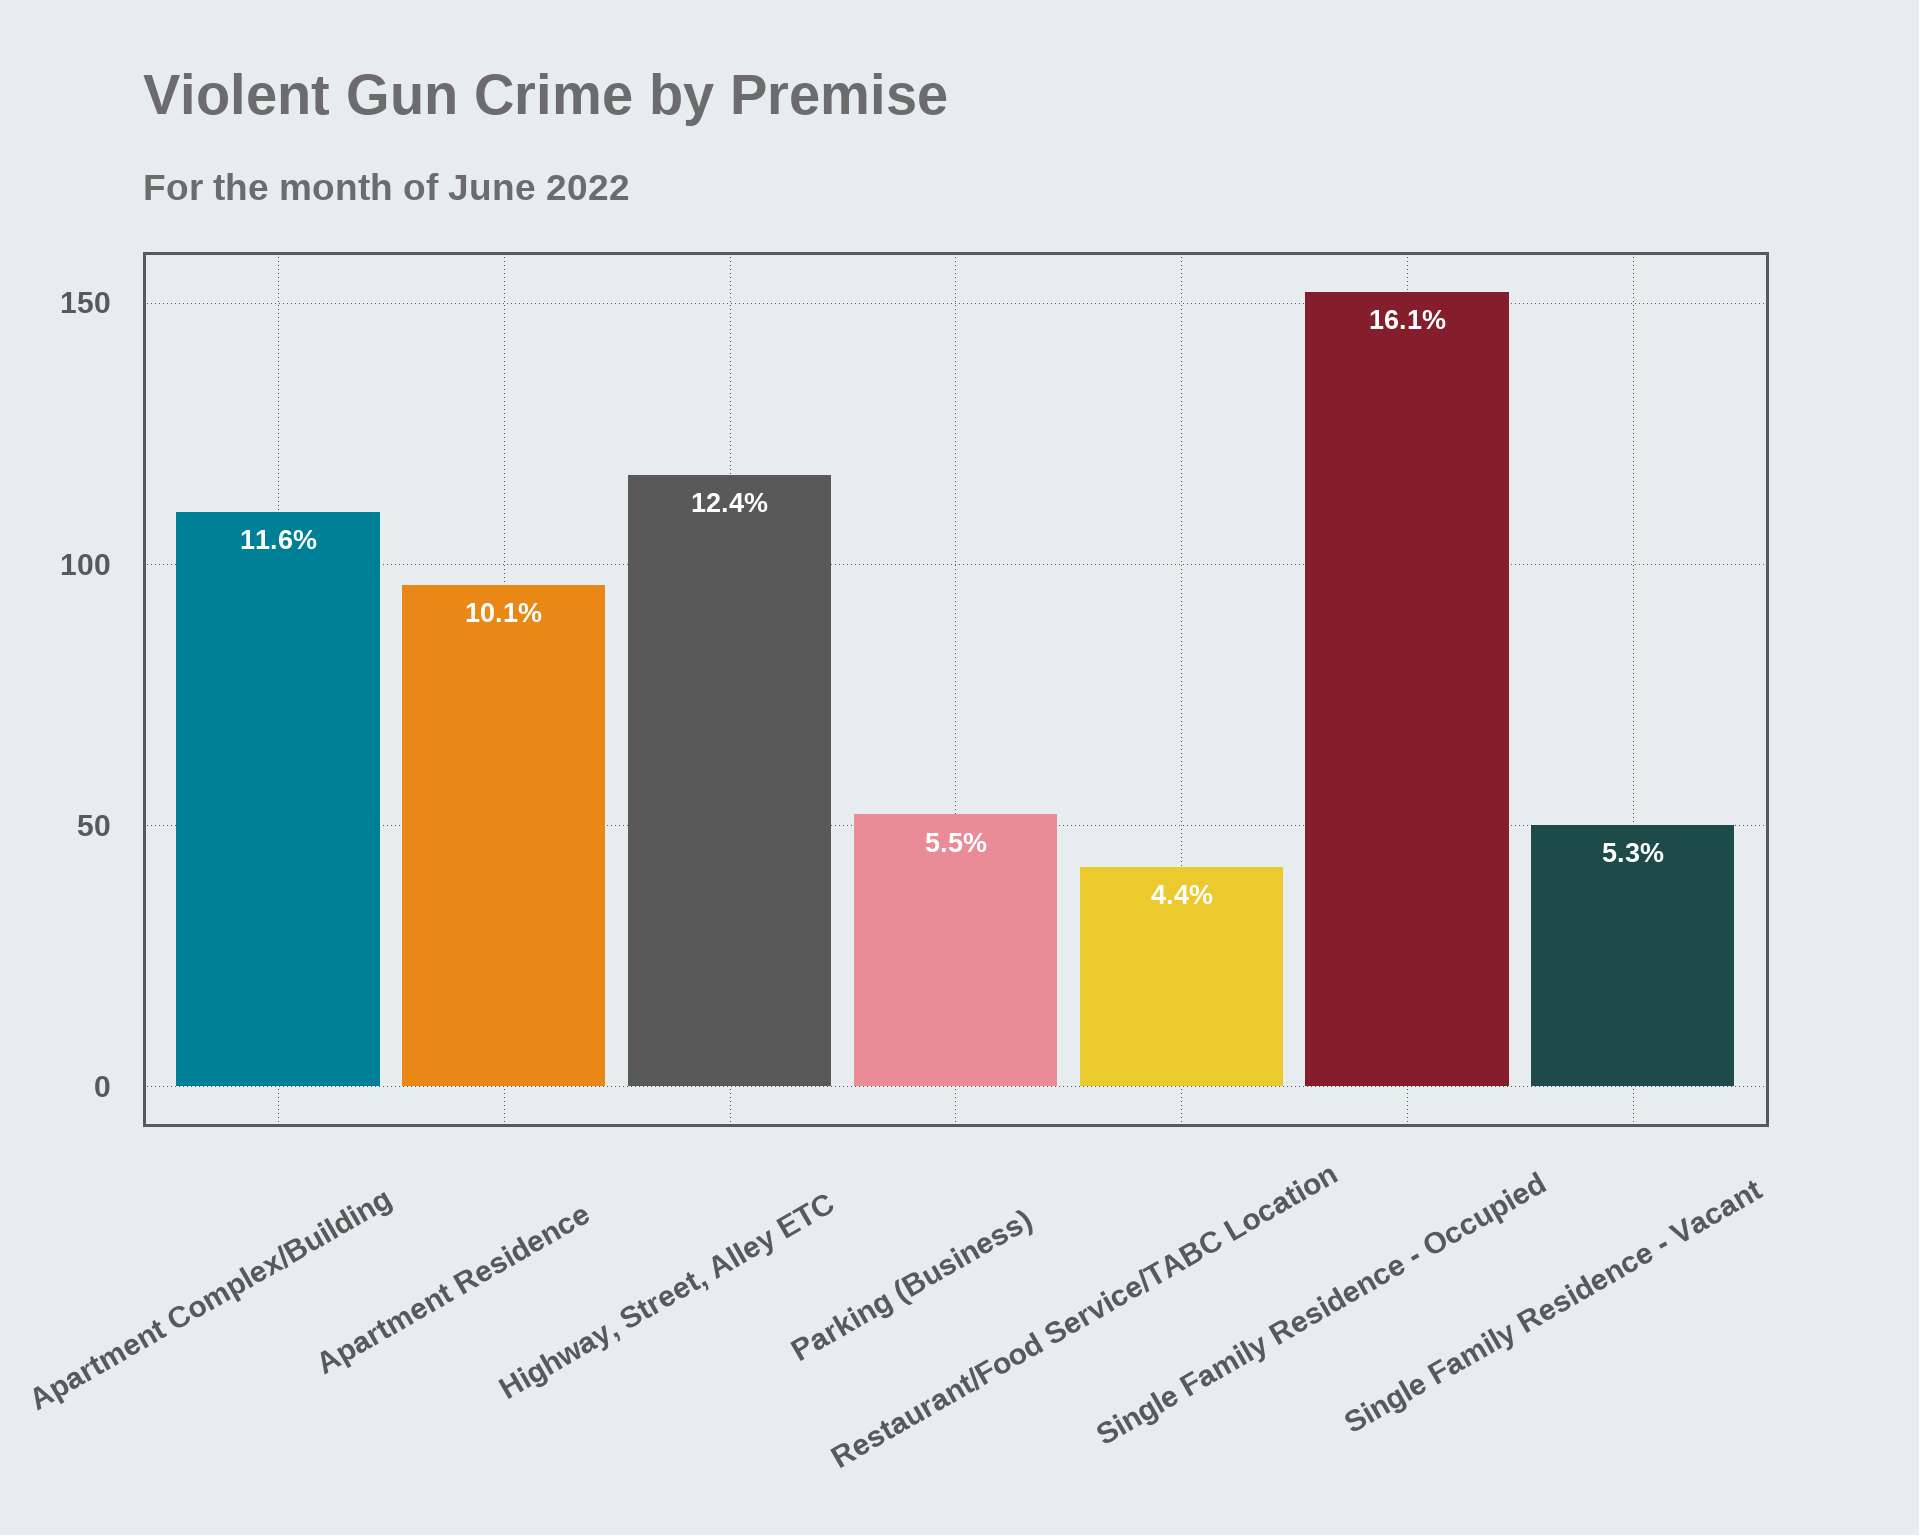 Violent Gun Crime by Premise
For the month of June 2022
150
100
50
0
11.6%
10.1%
12.4%
5.5%
4.4%
16.1%
5.3%
Apartment Complex/Building
Apartment Residence
Highway, Street, Alley ETC
Parking (Business)
Restaurant/Food Service/TABC Location
Single Family Residence - Occupied
Single Family Residence - Vacant